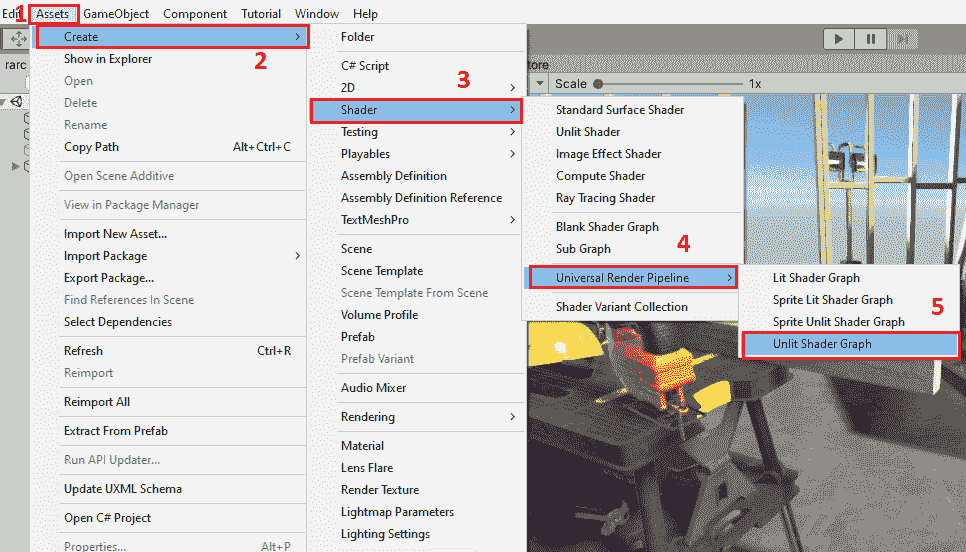 1 Edit Assets GameObject Component Tutorial Window Help
Create
Show in Explorer
2
Open
Delete
Rename
Copy Path Alt+Ctrl+C
Open Scene Additive
View in Package Manager
Import New Asset...
Import Package
Export Package...
Find References In Scene
Select Dependencies
Refresh Ctrl+R
Reimport
Reimport All
Extract From Prefab
Run API Updater...
Update UXML Schema
Open C# Project
Properties... Alt+P
Folder
C# Script
3
2D
Shader
Testing
Playables
Assembly Definition
Assembly Definition Reference
TextMeshPro
Scene
Scene Template
Scene Template From Scene
Volume Profile
Prefab
Prefab Variant
Audio Mixer
Rendering
Material
Lens Flare
Render Texture
Lightmap Parameters
Lighting Settings
Scale 1x
Standard Surface Shader
Unlit Shader
Image Effect Shader
Compute Shader
Ray Tracing Shader
Blank Shader Graph
4
Sub Graph
Universal Render Pipeline
Shader Variant Collection
Lit Shader Graph
Sprite Lit Shader Graph
5
Sprite Unlit Shader Graph
Unlit Shader Graph